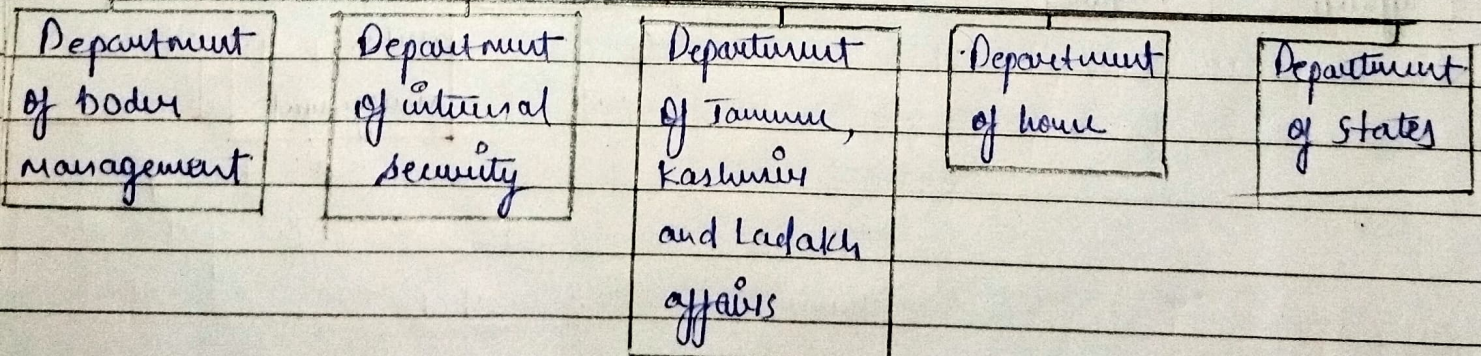 Department
of boder
management
Department
of internal
security
Department
of Jammu,
Kashmir
and Ladakh
affairs
Department
of home
Department
of states